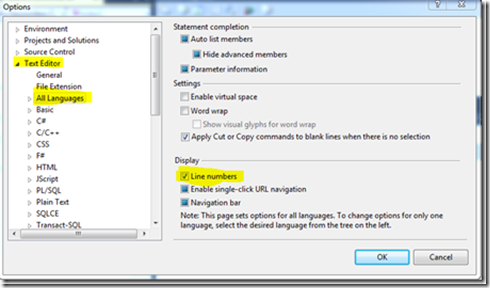 Options
Environment
Projects and Solutions
Source Control
Text Editor
General
File Extension
All Languages
Basic
C#
C/C++
CSS
F#
HTML
JScript
PL/SQL
Plain Text
SQLCE
Transact-SQL
Statement completion
Auto list members
Hide advanced members
Parameter information
Settings
Enable virtual space
Word wrap
Show visual glyphs for word wrap
Apply Cut or Copy commands to blank lines when there is no selection
Display
Line numbers
Enable single-click URL navigation
Navigation bar
Note: This page sets options for all languages. To change options for only one
language, select the desired language from the tree on the left.
OK
Cancel